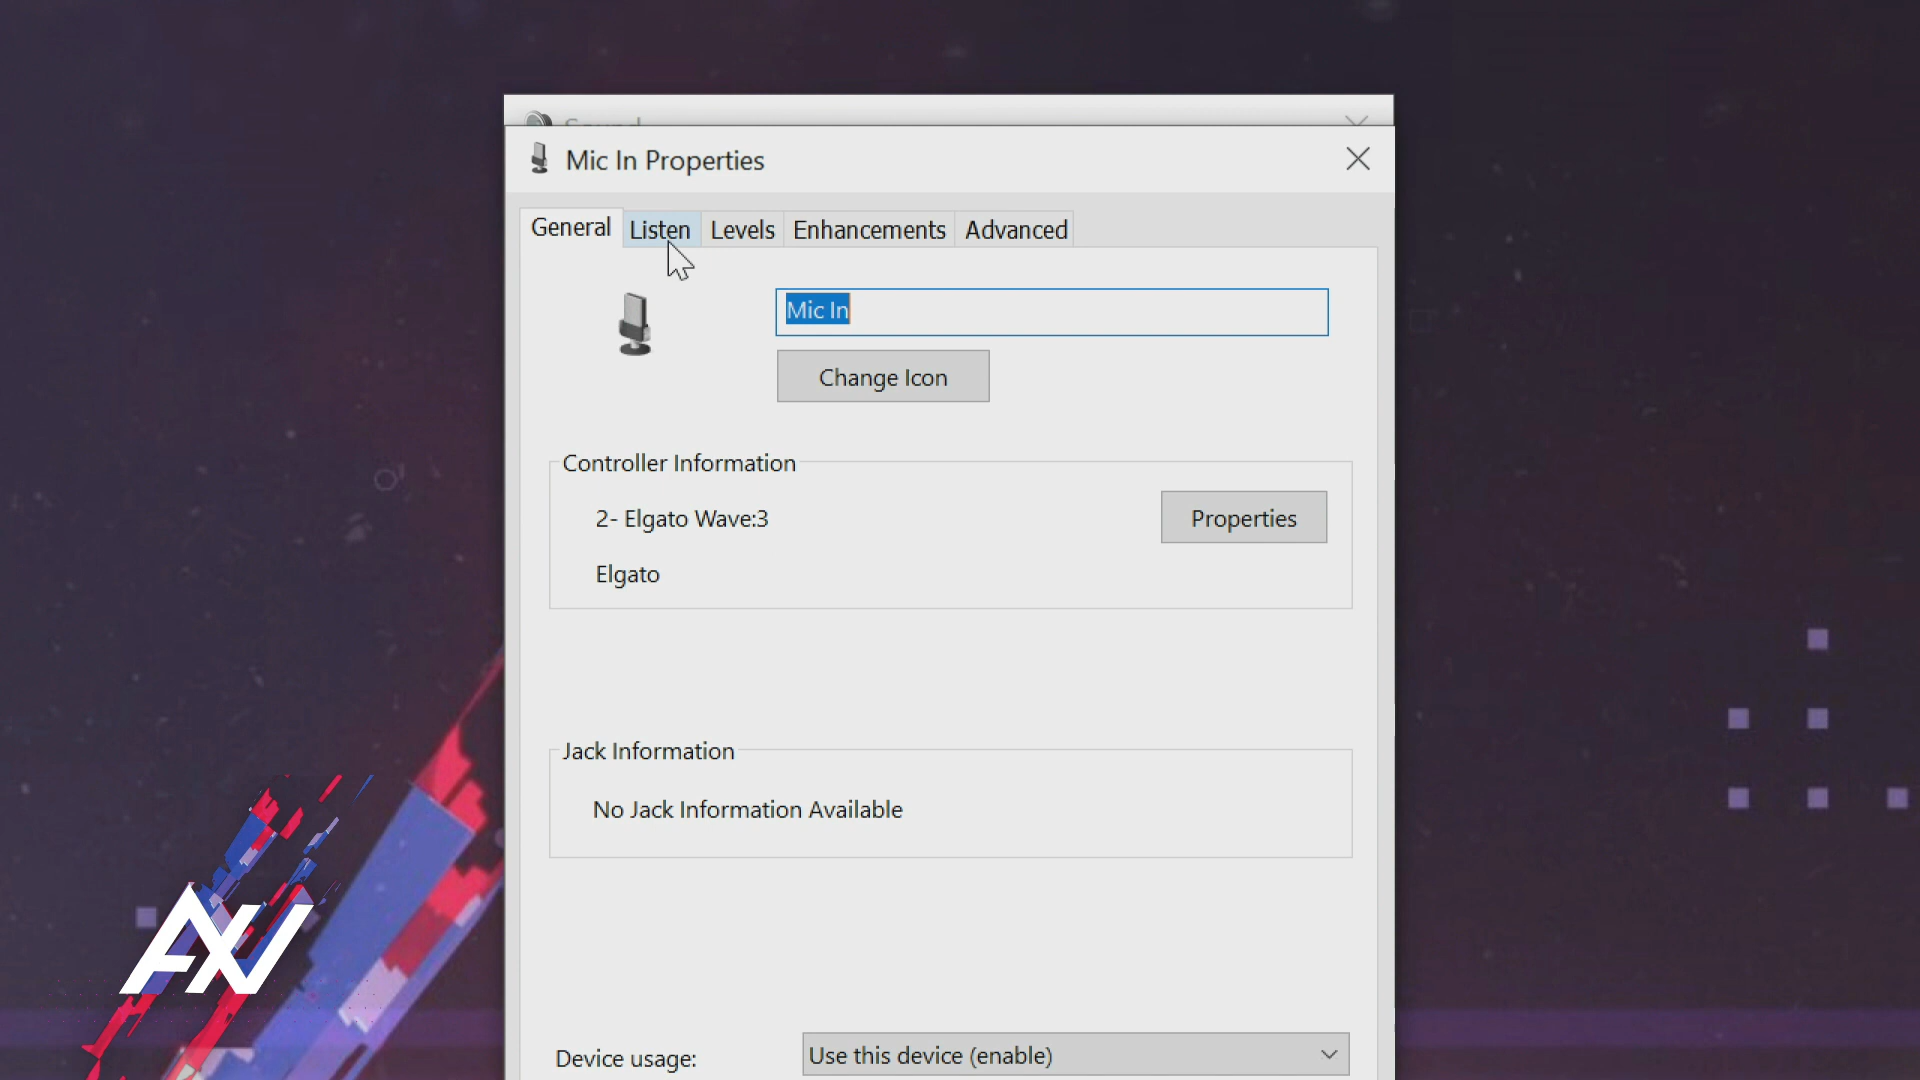 Sound
Mic In Properties
General Listen Levels Enhancements Advanced
Mic In
Change Icon
Controller Information
2- Elgato Wave:3
Properties
Elgato
Jack Information
No Jack Information Available
Device usage:
Use this device (enable)